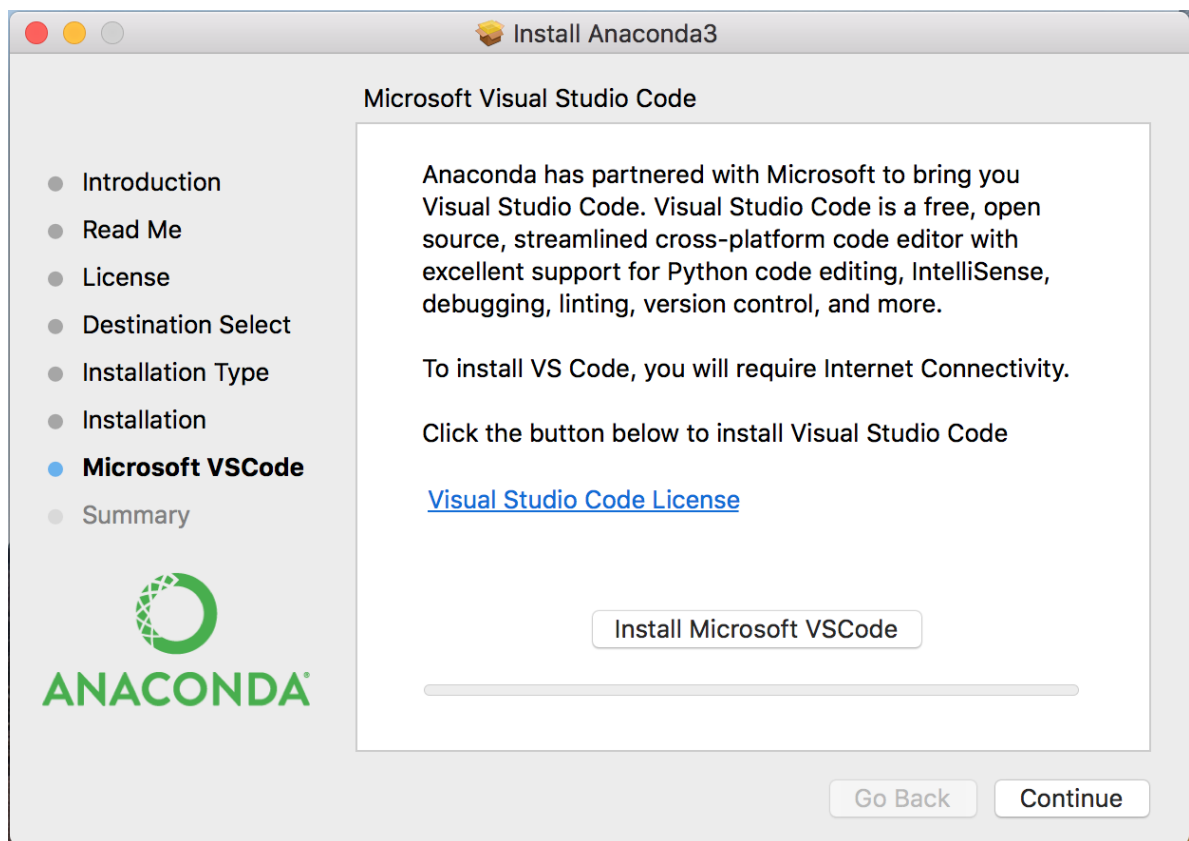 Install Anaconda3
Microsoft Visual Studio Code
Introduction
Read Me
License
Destination Select
Installation Type
Installation
Microsoft VSCode
Summary
ANACONDA®
Anaconda has partnered with Microsoft to bring you
Visual Studio Code. Visual Studio Code is a free, open
source, streamlined cross-platform code editor with
excellent support for Python code editing, IntelliSense,
debugging, linting, version control, and more.
To install VS Code, you will require Internet Connectivity.
Click the button below to install Visual Studio Code
Visual Studio Code License
Install Microsoft VSCode
Go Back
Continue